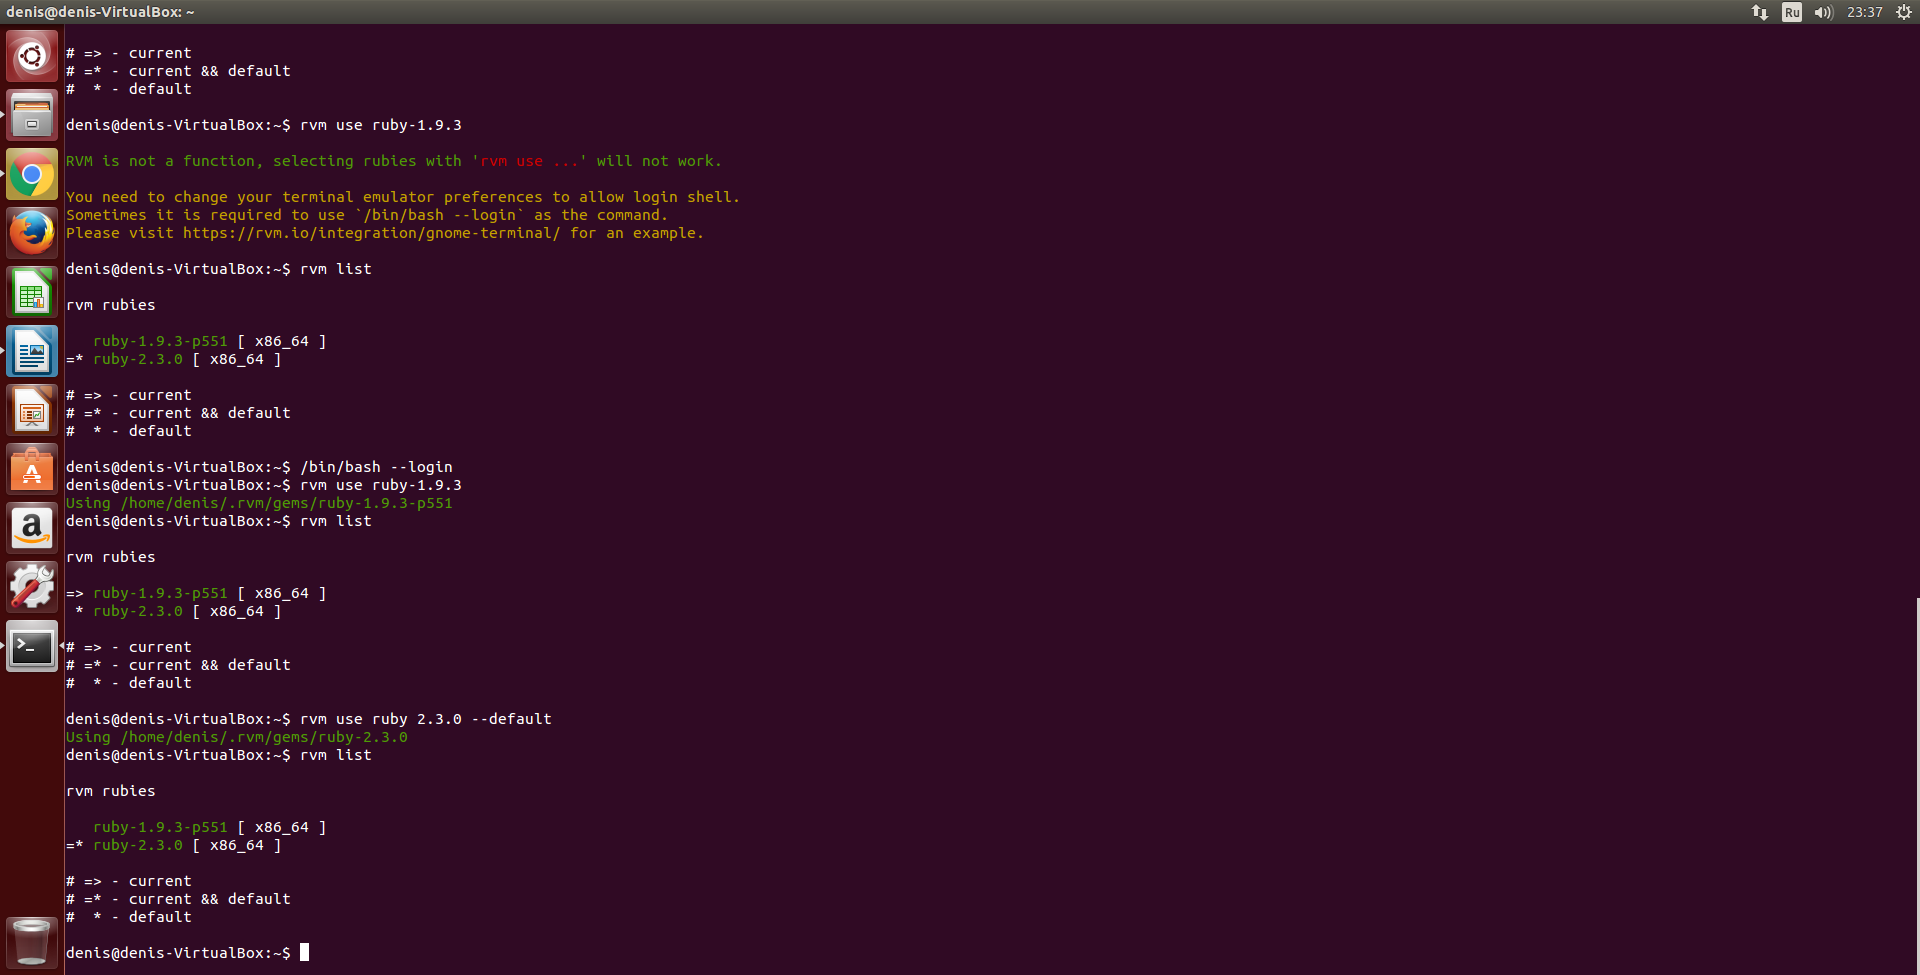 denis@denis-VirtualBox: ~
Ru
23:37
# => - current
# =* - current && default
#  * - default
denis@denis-VirtualBox:~$ rvm use ruby-1.9.3
RVM is not a function, selecting rubies with 'rvm use ...' will not work.
You need to change your terminal emulator preferences to allow login shell.
Sometimes it is required to use `/bin/bash --login` as the command.
Please visit https://rvm.io/integration/gnome-terminal/ for an example.
denis@denis-VirtualBox:~$ rvm list
rvm rubies
   ruby-1.9.3-p551 [ x86_64 ]
=* ruby-2.3.0 [ x86_64 ]
# => - current
# =* - current && default
#  * - default
denis@denis-VirtualBox:~$ /bin/bash --login
denis@denis-VirtualBox:~$ rvm use ruby-1.9.3
Using /home/denis/.rvm/gems/ruby-1.9.3-p551
denis@denis-VirtualBox:~$ rvm list
rvm rubies
=> ruby-1.9.3-p551 [ x86_64 ]
 * ruby-2.3.0 [ x86_64 ]
# => - current
# =* - current && default
#  * - default
denis@denis-VirtualBox:~$ rvm use ruby 2.3.0 --default
Using /home/denis/.rvm/gems/ruby-2.3.0
denis@denis-VirtualBox:~$ rvm list
rvm rubies
   ruby-1.9.3-p551 [ x86_64 ]
=* ruby-2.3.0 [ x86_64 ]
# => - current
# =* - current && default
#  * - default
denis@denis-VirtualBox:~$